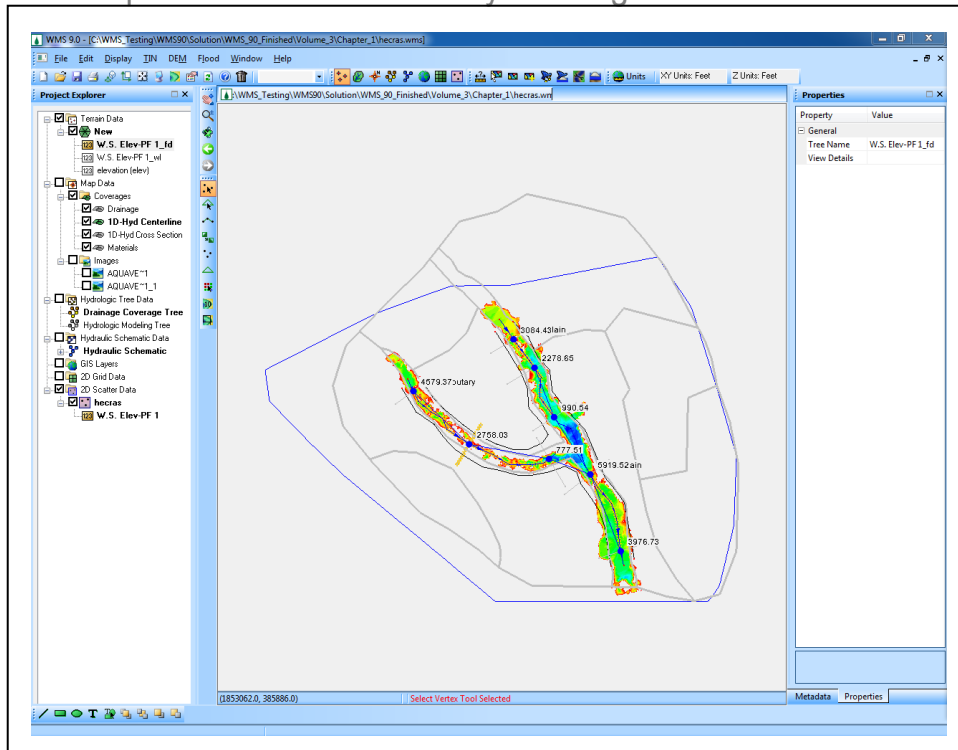 WMS 9.0 - [C:\WMS_Testing\WMS90\Solution\WMS_90_Finished\Volume_3\Chapter_1\hecras.wms]
File Edit Display TIN DEM Flood Window Help
Units XY Units: Feet Z Units: Feet
Project Explorer
Terrain Data
New
W.S. Elev-PF 1_fd
W.S. Elev-PF 1_wl
elevation (elev)
Map Data
Coverages
Drainage
1D-Hyd Centerline
1D-Hyd Cross Section
Materials
Images
AQUAVE~1
AQUAVE~1_1
Hydrologic Tree Data
Drainage Coverage Tree
Hydrologic Modeling Tree
Hydraulic Schematic Data
Hydraulic Schematic
GIS Layers
2D Grid Data
2D Scatter Data
hecras
W.S. Elev-PF 1
:\WMS_Testing\WMS90\Solution\WMS_90_Finished\Volume_3\Chapter_1\hecras.wm
3084.43
2278.65
4579.37
990.54
2758.03
777.51
5919.52
3976.73
(1853062.0, 385886.0)
Select Vertex Tool Selected
Properties
Property Value
General
Tree Name W.S. Elev-PF 1_fd
View Details
Metadata Properties